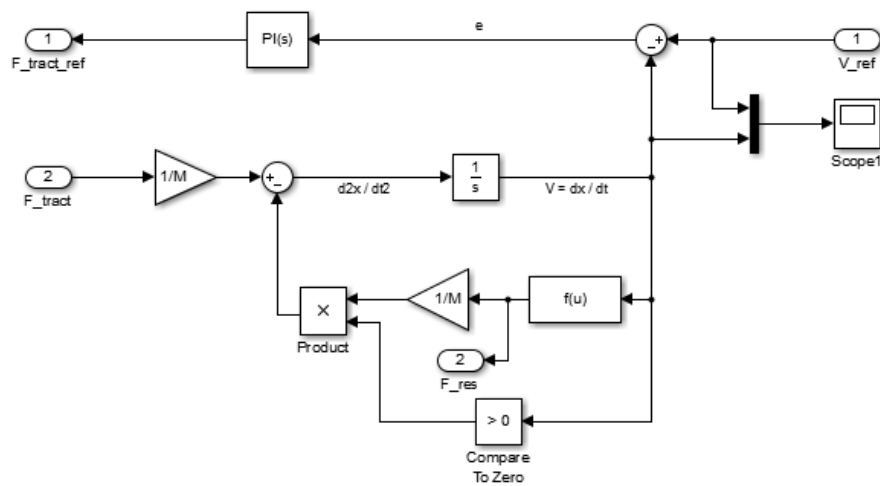 1
F_tract_ref
PI(s)
e
_+
1
V_ref
Scope1
2
F_tract
1/M
+_
d2x / dt2
1
s
V = dx / dt
×
Product
1/M
f(u)
2
F_res
> 0
Compare
To Zero